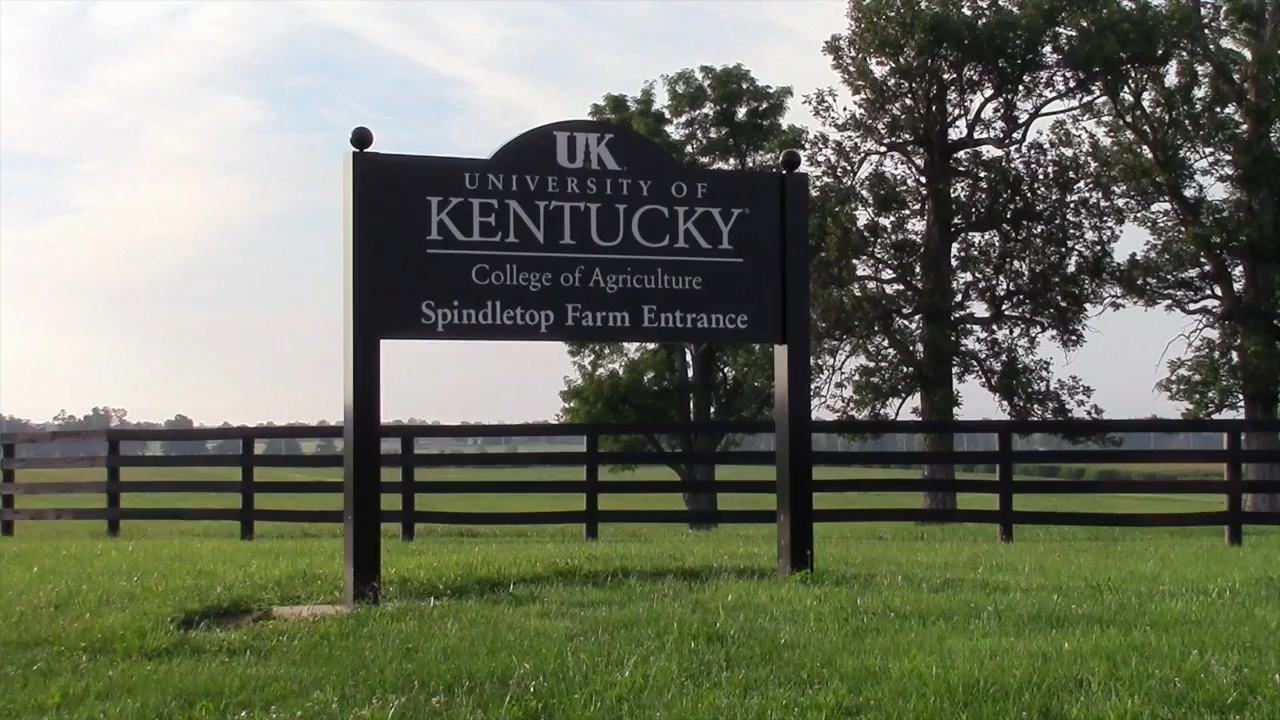 UK
UNIVERSITY OF
KENTUCKY®
College of Agriculture
Spindletop Farm Entrance